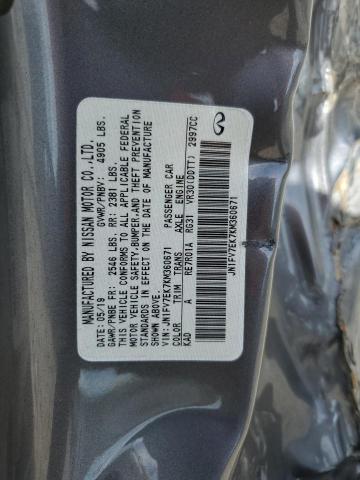 MANUFACTURED BY NISSAN MOTOR CO.,LTD.
DATE: 05/19 GVWR/PNBV: 4905 LBS.
GAWR/PNBE FR: 2546 LBS. RR: 2381 LBS.
THIS VEHICLE CONFORMS TO ALL APPLICABLE FEDERAL
MOTOR VEHICLE SAFETY,BUMPER,AND THEFT PREVENTION
STANDARDS IN EFFECT ON THE DATE OF MANUFACTURE
SHOWN ABOVE.
VIN:JN1FV7EK7KM360671 PASSENGER CAR
COLOR TRIM TRANS AXLE ENGINE
KAD A RE7R01A RG31 VR30(DDTT) 2997CC
JN1FV7EK7KM360671